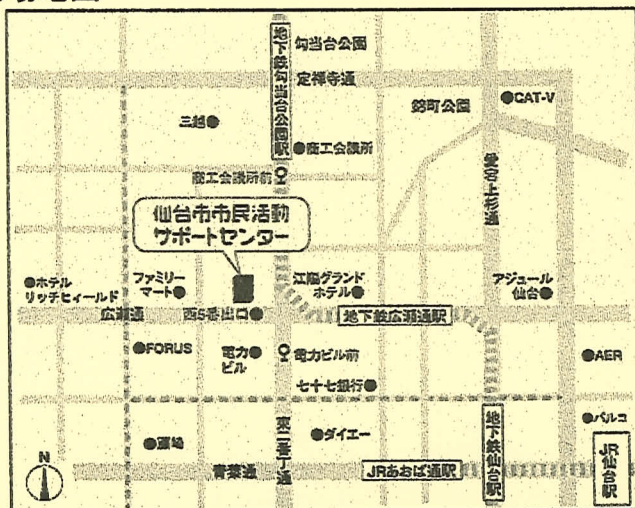 地下鉄勾当台公園駅
勾当台公園
定禅寺通
三越●
錦町公園
●CAT-V
●商工会議所
商工会議所前
愛宕上杉通
仙台市市民活動
サポートセンター
●ホテル
リッチフィールド
ファミリー
マート●
江陽グランド
ホテル●
アジュール
仙台●
広瀬通
西5番出口●
地下鉄広瀬通駅
●FORUS
電力●
ビル
電力ビル前
●AER
七十七銀行●
東二番丁通
地下鉄仙台駅
●パルコ
●藤崎
●ダイエー
JR仙台駅
N
青葉通
JRあおば通駅